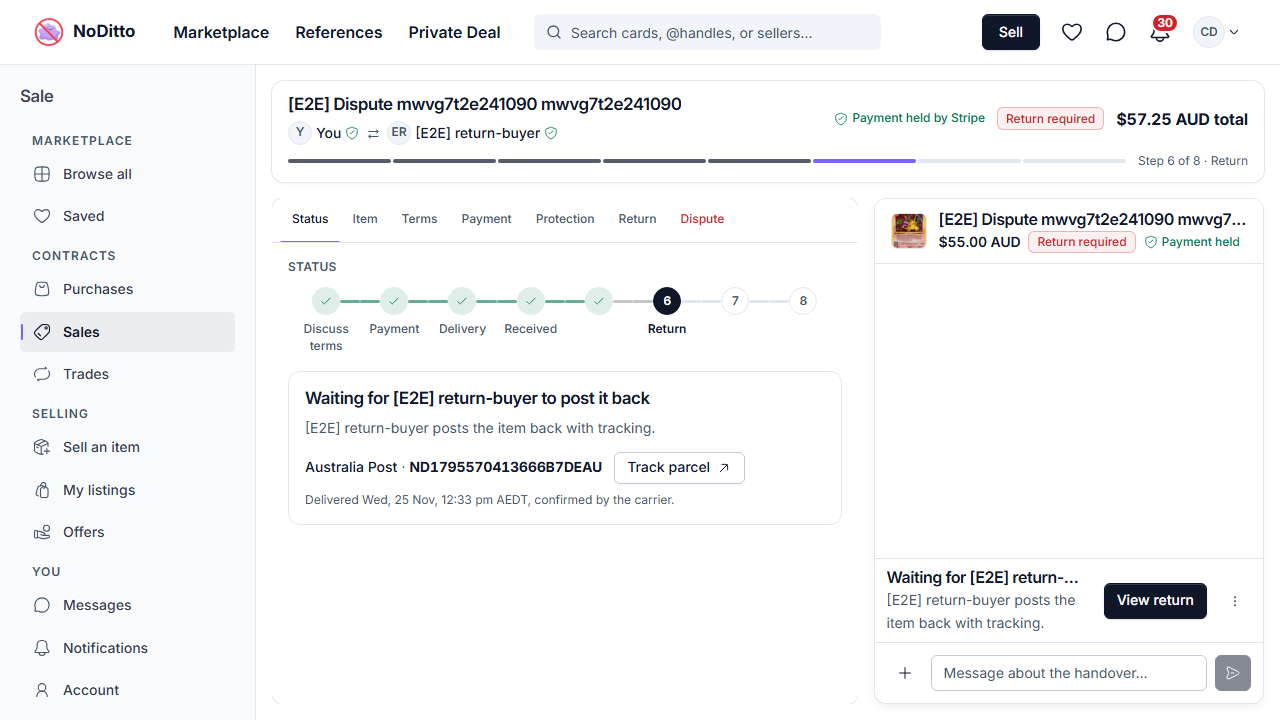 NoDitto
Marketplace
References
Private Deal
Search cards, @handles, or sellers...
Sell
30
CD
Sale
MARKETPLACE
Browse all
Saved
CONTRACTS
Purchases
Sales
Trades
SELLING
Sell an item
My listings
Offers
YOU
Messages
Notifications
Account
[E2E] Dispute mwvg7t2e241090 mwvg7t2e241090
Y You ER [E2E] return-buyer
Payment held by Stripe
Return required
$57.25 AUD total
Step 6 of 8 · Return
Status
Item
Terms
Payment
Protection
Return
Dispute
STATUS
6
7
8
Discuss terms
Payment
Delivery
Received
Return
Waiting for [E2E] return-buyer to post it back
[E2E] return-buyer posts the item back with tracking.
Australia Post · ND1795570413666B7DEAU
Track parcel
Delivered Wed, 25 Nov, 12:33 pm AEDT, confirmed by the carrier.
[E2E] Dispute mwvg7t2e241090 mwvg7...
$55.00 AUD
Return required
Payment held
Waiting for [E2E] return-...
[E2E] return-buyer posts the
item back with tracking.
View return
Message about the handover...